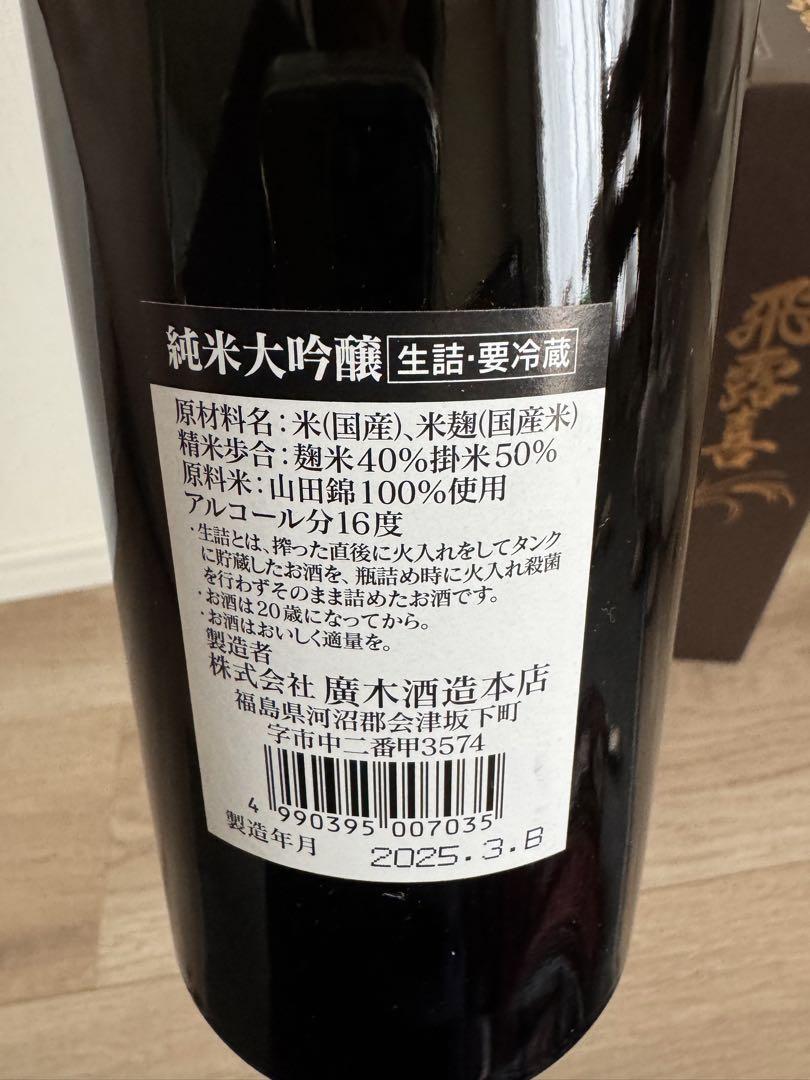 純米大吟醸 生詰・要冷蔵
原材料名：米(国産)、米麹(国産米)
精米歩合：麹米40%掛米50%
原料米：山田錦100%使用
アルコール分16度
・生詰とは、搾った直後に火入れをしてタンク
に貯蔵したお酒を、瓶詰め時に火入れ殺菌
を行わずそのまま詰めたお酒です。
・お酒は20歳になってから。
・お酒はおいしく適量を。
製造者
株式会社 廣木酒造本店
福島県河沼郡会津坂下町
字市中二番甲3574
4 990395 007035
製造年月 2025.3.B
飛露喜